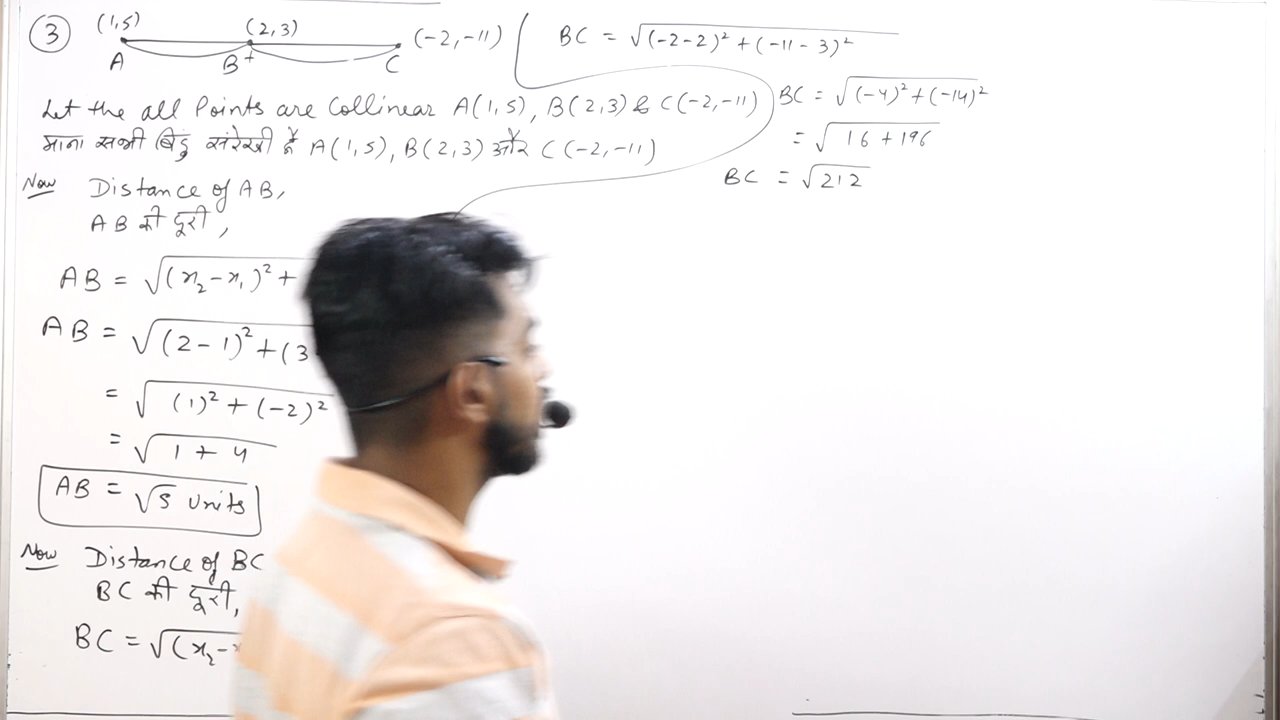 3
(1,5) (2,3) (-2,-11)
A B C
Let the all Points are Collinear A(1,5), B(2,3) & C(-2,-11)
माना सभी बिंदु संरेखी हैं A(1,5), B(2,3) और C(-2,-11)
Now Distance of AB,
AB की दूरी,
AB = √(x₂-x₁)² +
AB = √(2-1)² + (3
= √(1)² + (-2)²
= √1 + 4
AB = √5 Units
Now Distance of BC
BC की दूरी,
BC = √(x₂-x
BC = √(-2-2)² + (-11-3)²
BC = √(-4)² + (-14)²
= √16 + 196
BC = √212